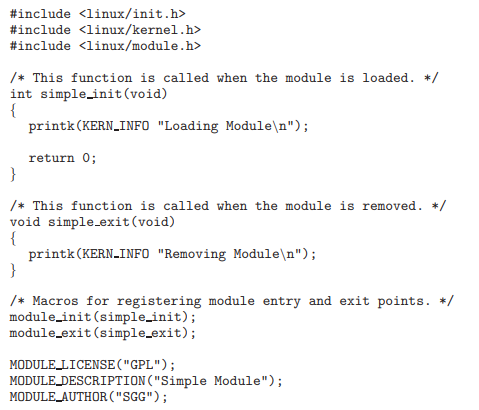 #include <linux/init.h>
#include <linux/kernel.h>
#include <linux/module.h>
/* This function is called when the module is loaded. */
int simple_init(void)
{
printk(KERN_INFO "Loading Module\n");
return 0;
}
/* This function is called when the module is removed. */
void simple_exit(void)
{
printk(KERN_INFO "Removing Module\n");
}
/* Macros for registering module entry and exit points. */
module_init(simple_init);
module_exit(simple_exit);
MODULE_LICENSE("GPL");
MODULE_DESCRIPTION("Simple Module");
MODULE_AUTHOR("SGG");